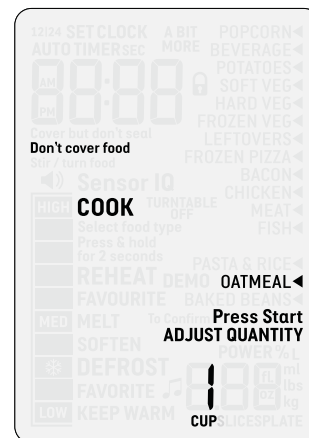 12/24 SET CLOCK A BIT POPCORN◄
AUTO TIMER SEC MORE BEVERAGE◄
POTATOES◄
AM 88:88 SOFT VEG◄
PM HARD VEG◄
FROZEN VEG◄
Cover but don't seal LEFTOVERS◄
Don't cover food
Stir / turn food FROZEN PIZZA◄
BACON◄
Sensor IQ CHICKEN◄
HIGH COOK TURNTABLE OFF MEAT◄
Select food type FISH◄
Press & hold
for 2 seconds PASTA & RICE◄
REHEAT DEMO OATMEAL◄
FAVOURITE BAKED BEANS◄
MED MELT To Confirm Press Start
SOFTEN ADJUST QUANTITY
DEFROST POWER % L
FAVORITE 1 FL OZ ml lbs kg
LOW KEEP WARM
CUP SLICES PLATE